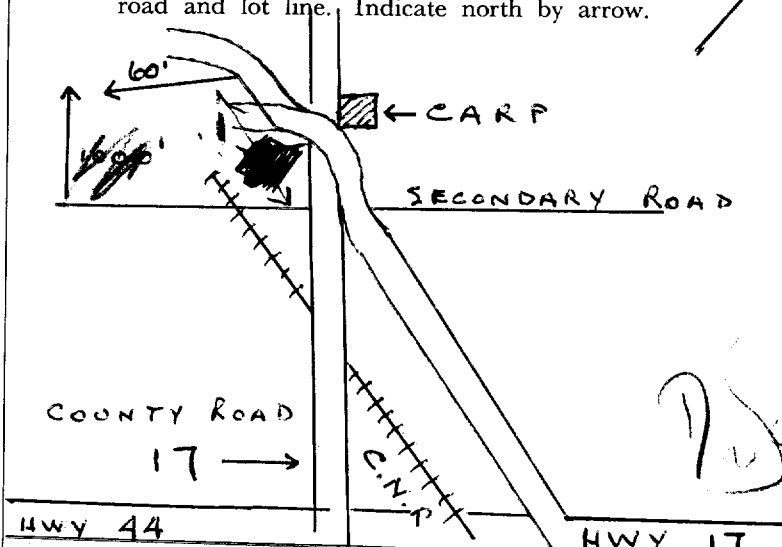 road and lot line. Indicate north by arrow.
60'
← CARP
SECONDARY ROAD
COUNTY ROAD
17 →
C.N.R
HWY 44
HWY 17